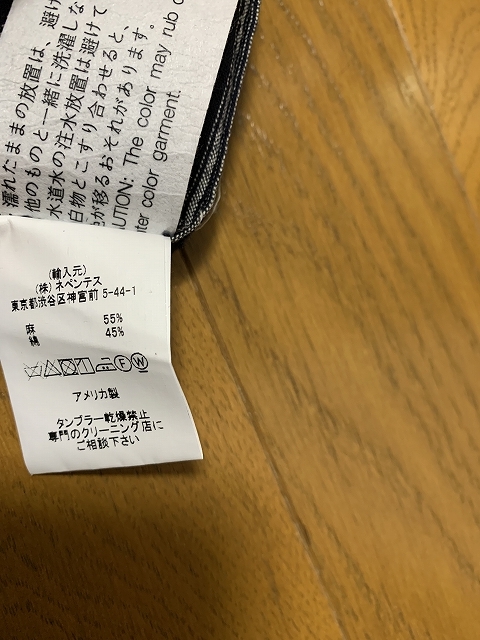 濡れたままの放置は、避け
他のものと一緒に洗濯しな
水道水の注水放置は避けて
白物とこすり合わせると、
が移るおそれがあります。
AUTION: The color may rub
ter color garment.
(輸入元)
(株) ネペンテス
東京都渋谷区神宮前 5-44-1
麻 55%
綿 45%
F W
アメリカ製
タンブラー乾燥禁止
専門のクリーニング店に
ご相談下さい